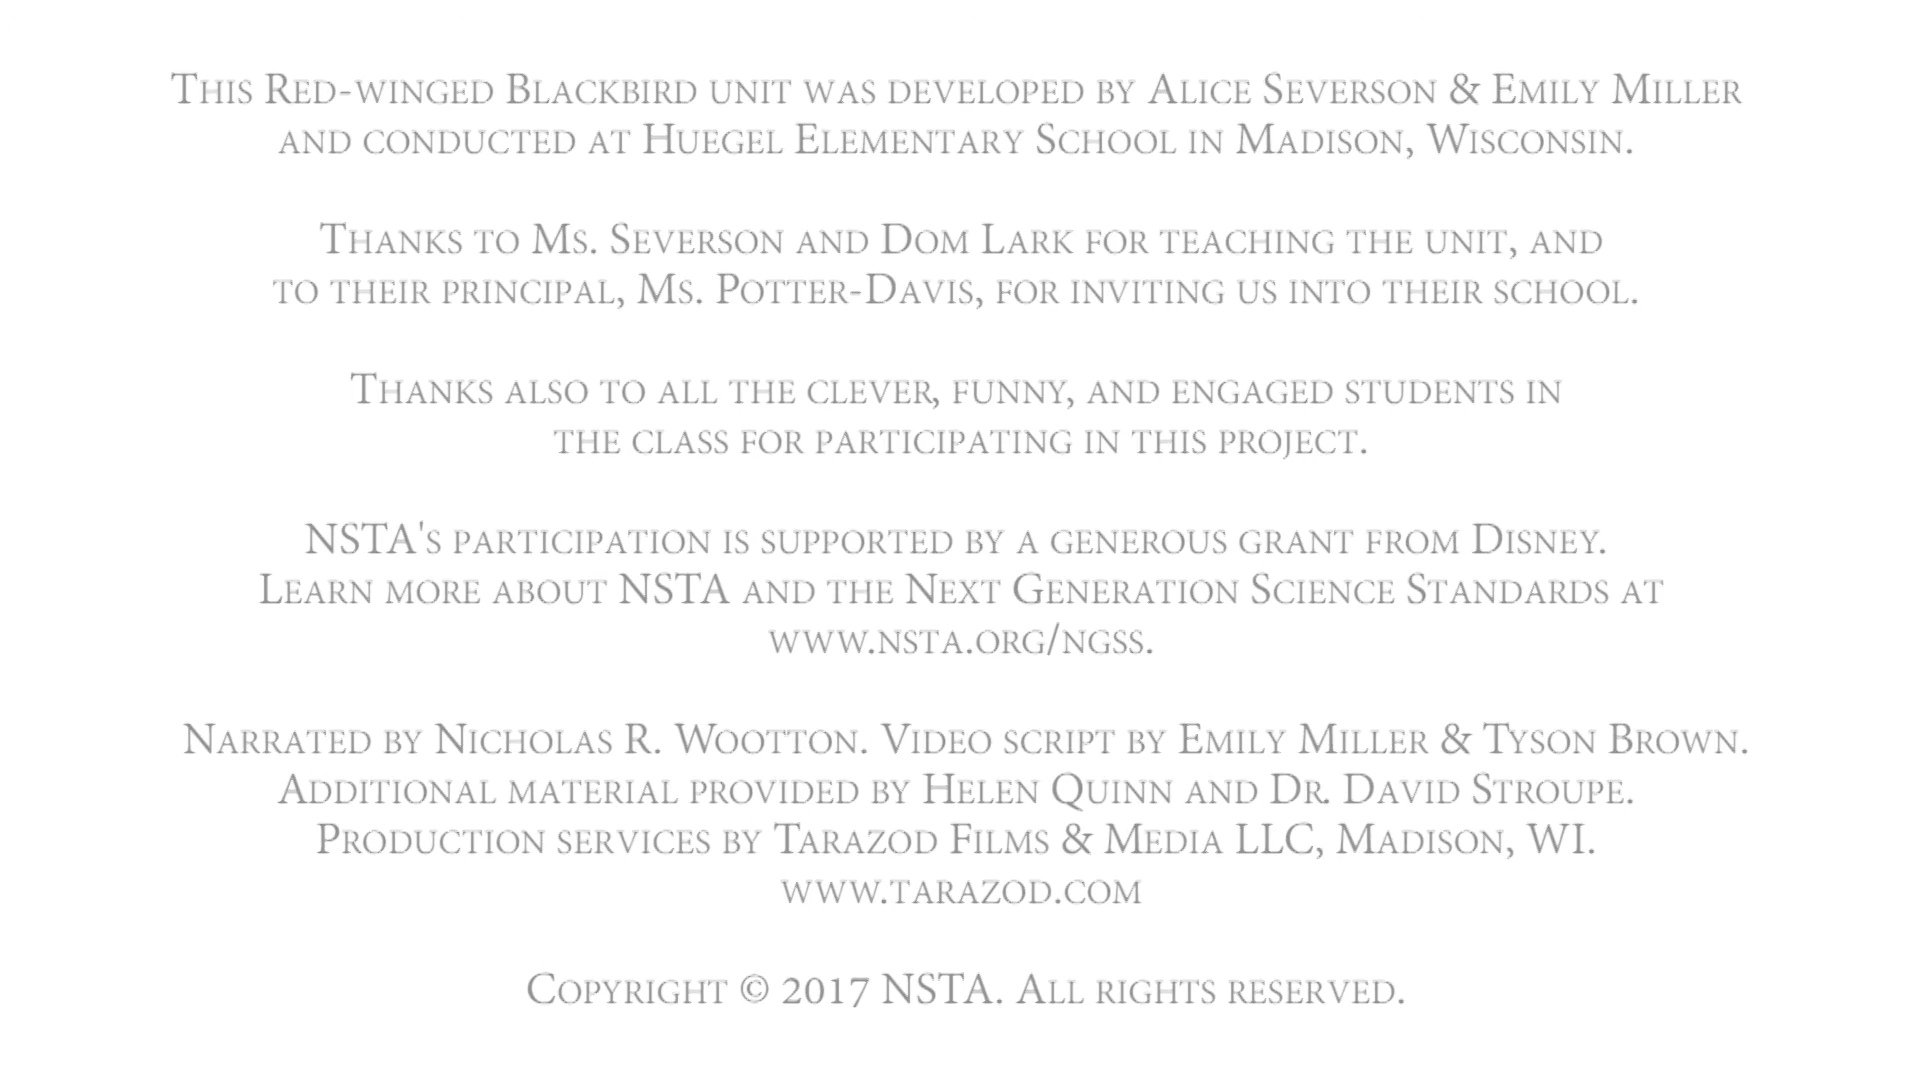 This Red-winged Blackbird unit was developed by Alice Severson & Emily Miller
and conducted at Huegel Elementary School in Madison, Wisconsin.
Thanks to Ms. Severson and Dom Lark for teaching the unit, and
to their principal, Ms. Potter-Davis, for inviting us into their school.
Thanks also to all the clever, funny, and engaged students in
the class for participating in this project.
NSTA's participation is supported by a generous grant from Disney.
Learn more about NSTA and the Next Generation Science Standards at
www.nsta.org/ngss.
Narrated by Nicholas R. Wootton. Video script by Emily Miller & Tyson Brown.
Additional material provided by Helen Quinn and Dr. David Stroupe.
Production services by Tarazod Films & Media LLC, Madison, WI.
www.tarazod.com
Copyright © 2017 NSTA. All rights reserved.